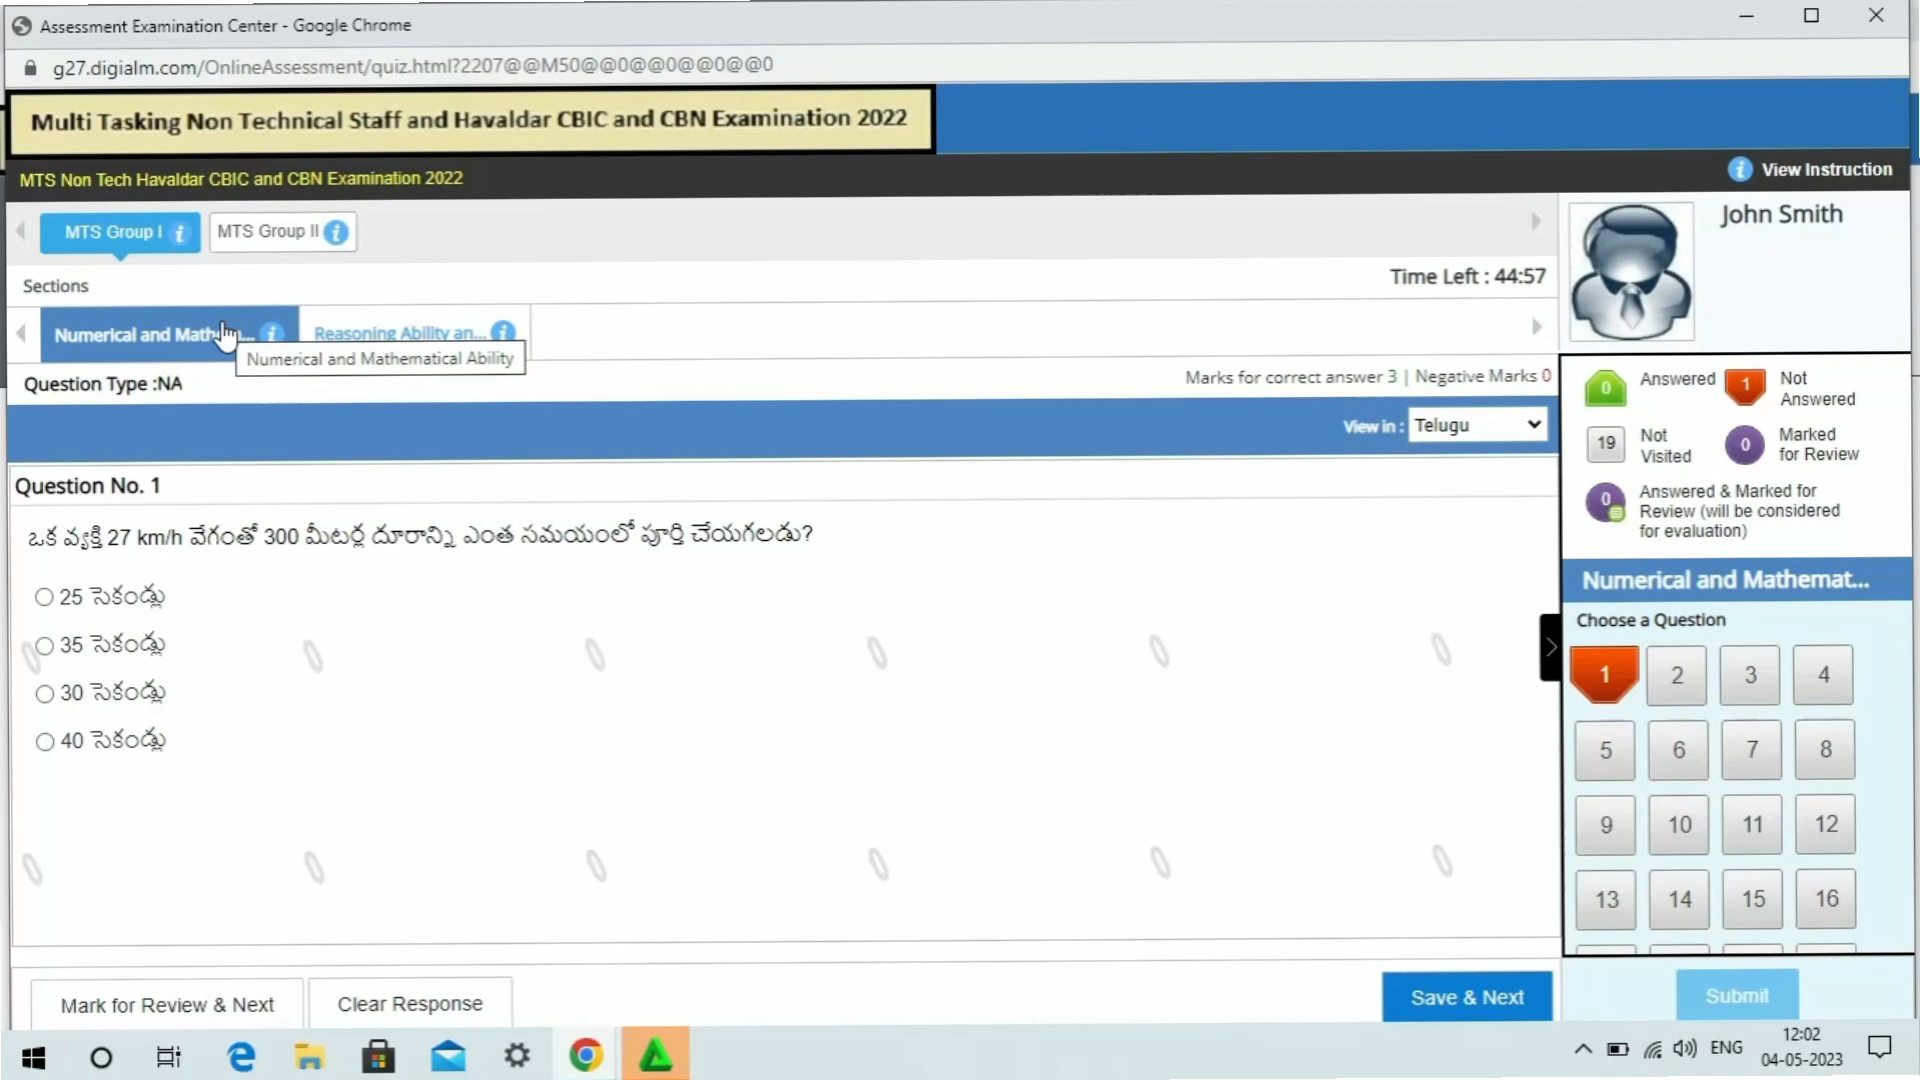 Assessment Examination Center - Google Chrome
g27.digialm.com/OnlineAssessment/quiz.html?2207@@M50@@0@@0@@0@@0
Multi Tasking Non Technical Staff and Havaldar CBIC and CBN Examination 2022
MTS Non Tech Havaldar CBIC and CBN Examination 2022
View Instruction
MTS Group I
MTS Group II
John Smith
Sections
Time Left : 44:57
Numerical and Mathem...
Reasoning Ability an...
Numerical and Mathematical Ability
Question Type :NA
Marks for correct answer 3 | Negative Marks 0
View in : Telugu
0 Answered
1 Not Answered
19 Not Visited
0 Marked for Review
0 Answered & Marked for Review (will be considered for evaluation)
Question No. 1
ఒక వ్యక్తి 27 km/h వేగంతో 300 మీటర్ల దూరాన్ని ఎంత సమయంలో పూర్తి చేయగలడు?
25 సెకండ్లు
35 సెకండ్లు
30 సెకండ్లు
40 సెకండ్లు
Numerical and Mathemat...
Choose a Question
1 2 3 4
5 6 7 8
9 10 11 12
13 14 15 16
Mark for Review & Next
Clear Response
Save & Next
Submit
ENG
12:02
04-05-2023